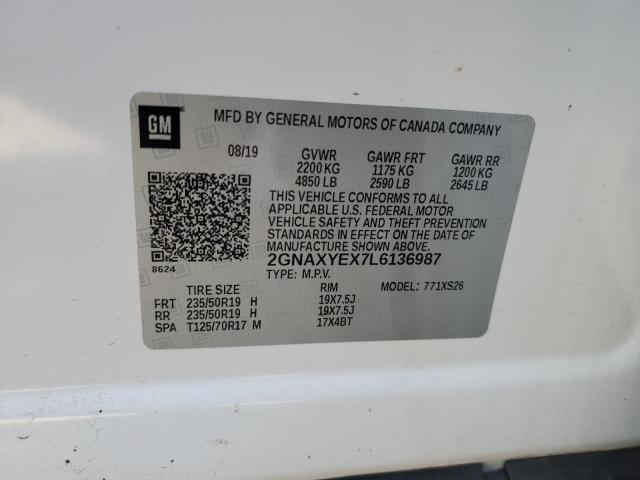 GM
MFD BY GENERAL MOTORS OF CANADA COMPANY
08/19 GVWR GAWR FRT GAWR RR
2200 KG 1175 KG 1200 KG
4850 LB 2590 LB 2645 LB
THIS VEHICLE CONFORMS TO ALL
APPLICABLE U.S. FEDERAL MOTOR
VEHICLE SAFETY AND THEFT PREVENTION
STANDARDS IN EFFECT ON THE DATE OF
MANUFACTURE SHOWN ABOVE.
8624
2GNAXYEX7L6136987
TYPE: M.P.V. MODEL: 771XS26
TIRE SIZE RIM
FRT 235/50R19 H 19X7.5J
RR 235/50R19 H 19X7.5J
SPA T125/70R17 M 17X4BT